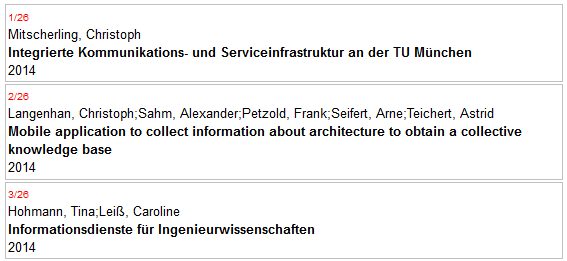 1/26
Mitscherling, Christoph
Integrierte Kommunikations- und Serviceinfrastruktur an der TU München
2014
2/26
Langenhan, Christoph;Sahm, Alexander;Petzold, Frank;Seifert, Arne;Teichert, Astrid
Mobile application to collect information about architecture to obtain a collective
knowledge base
2014
3/26
Hohmann, Tina;Leiß, Caroline
Informationsdienste für Ingenieurwissenschaften
2014